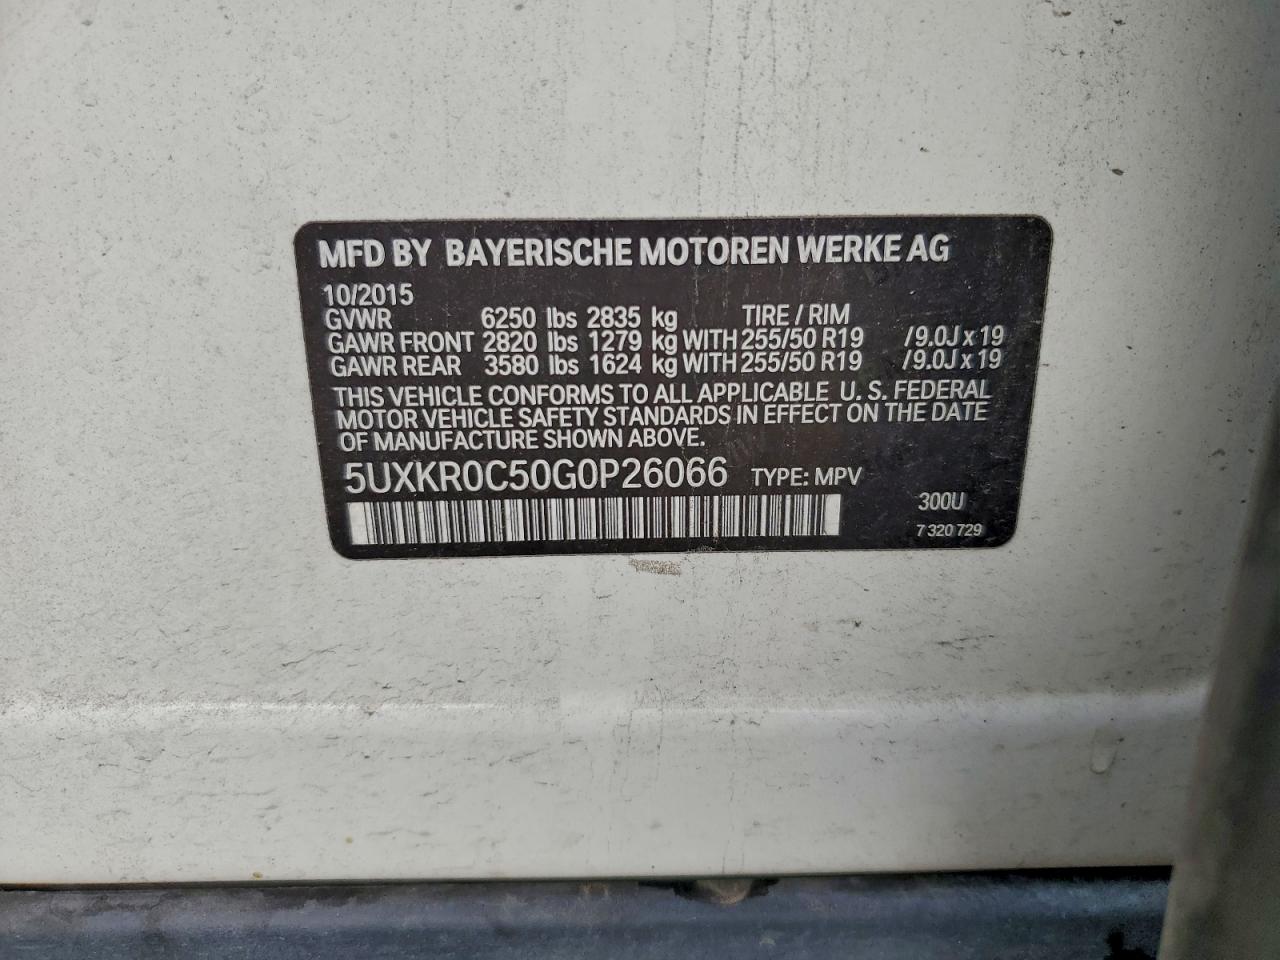 MFD BY BAYERISCHE MOTOREN WERKE AG
10/2015
GVWR 6250 lbs 2835 kg TIRE / RIM
GAWR FRONT 2820 lbs 1279 kg WITH 255/50 R19 /9.0J x 19
GAWR REAR 3580 lbs 1624 kg WITH 255/50 R19 /9.0J x 19
THIS VEHICLE CONFORMS TO ALL APPLICABLE U. S. FEDERAL
MOTOR VEHICLE SAFETY STANDARDS IN EFFECT ON THE DATE
OF MANUFACTURE SHOWN ABOVE.
5UXKR0C50G0P26066 TYPE: MPV
300U
7 320 729